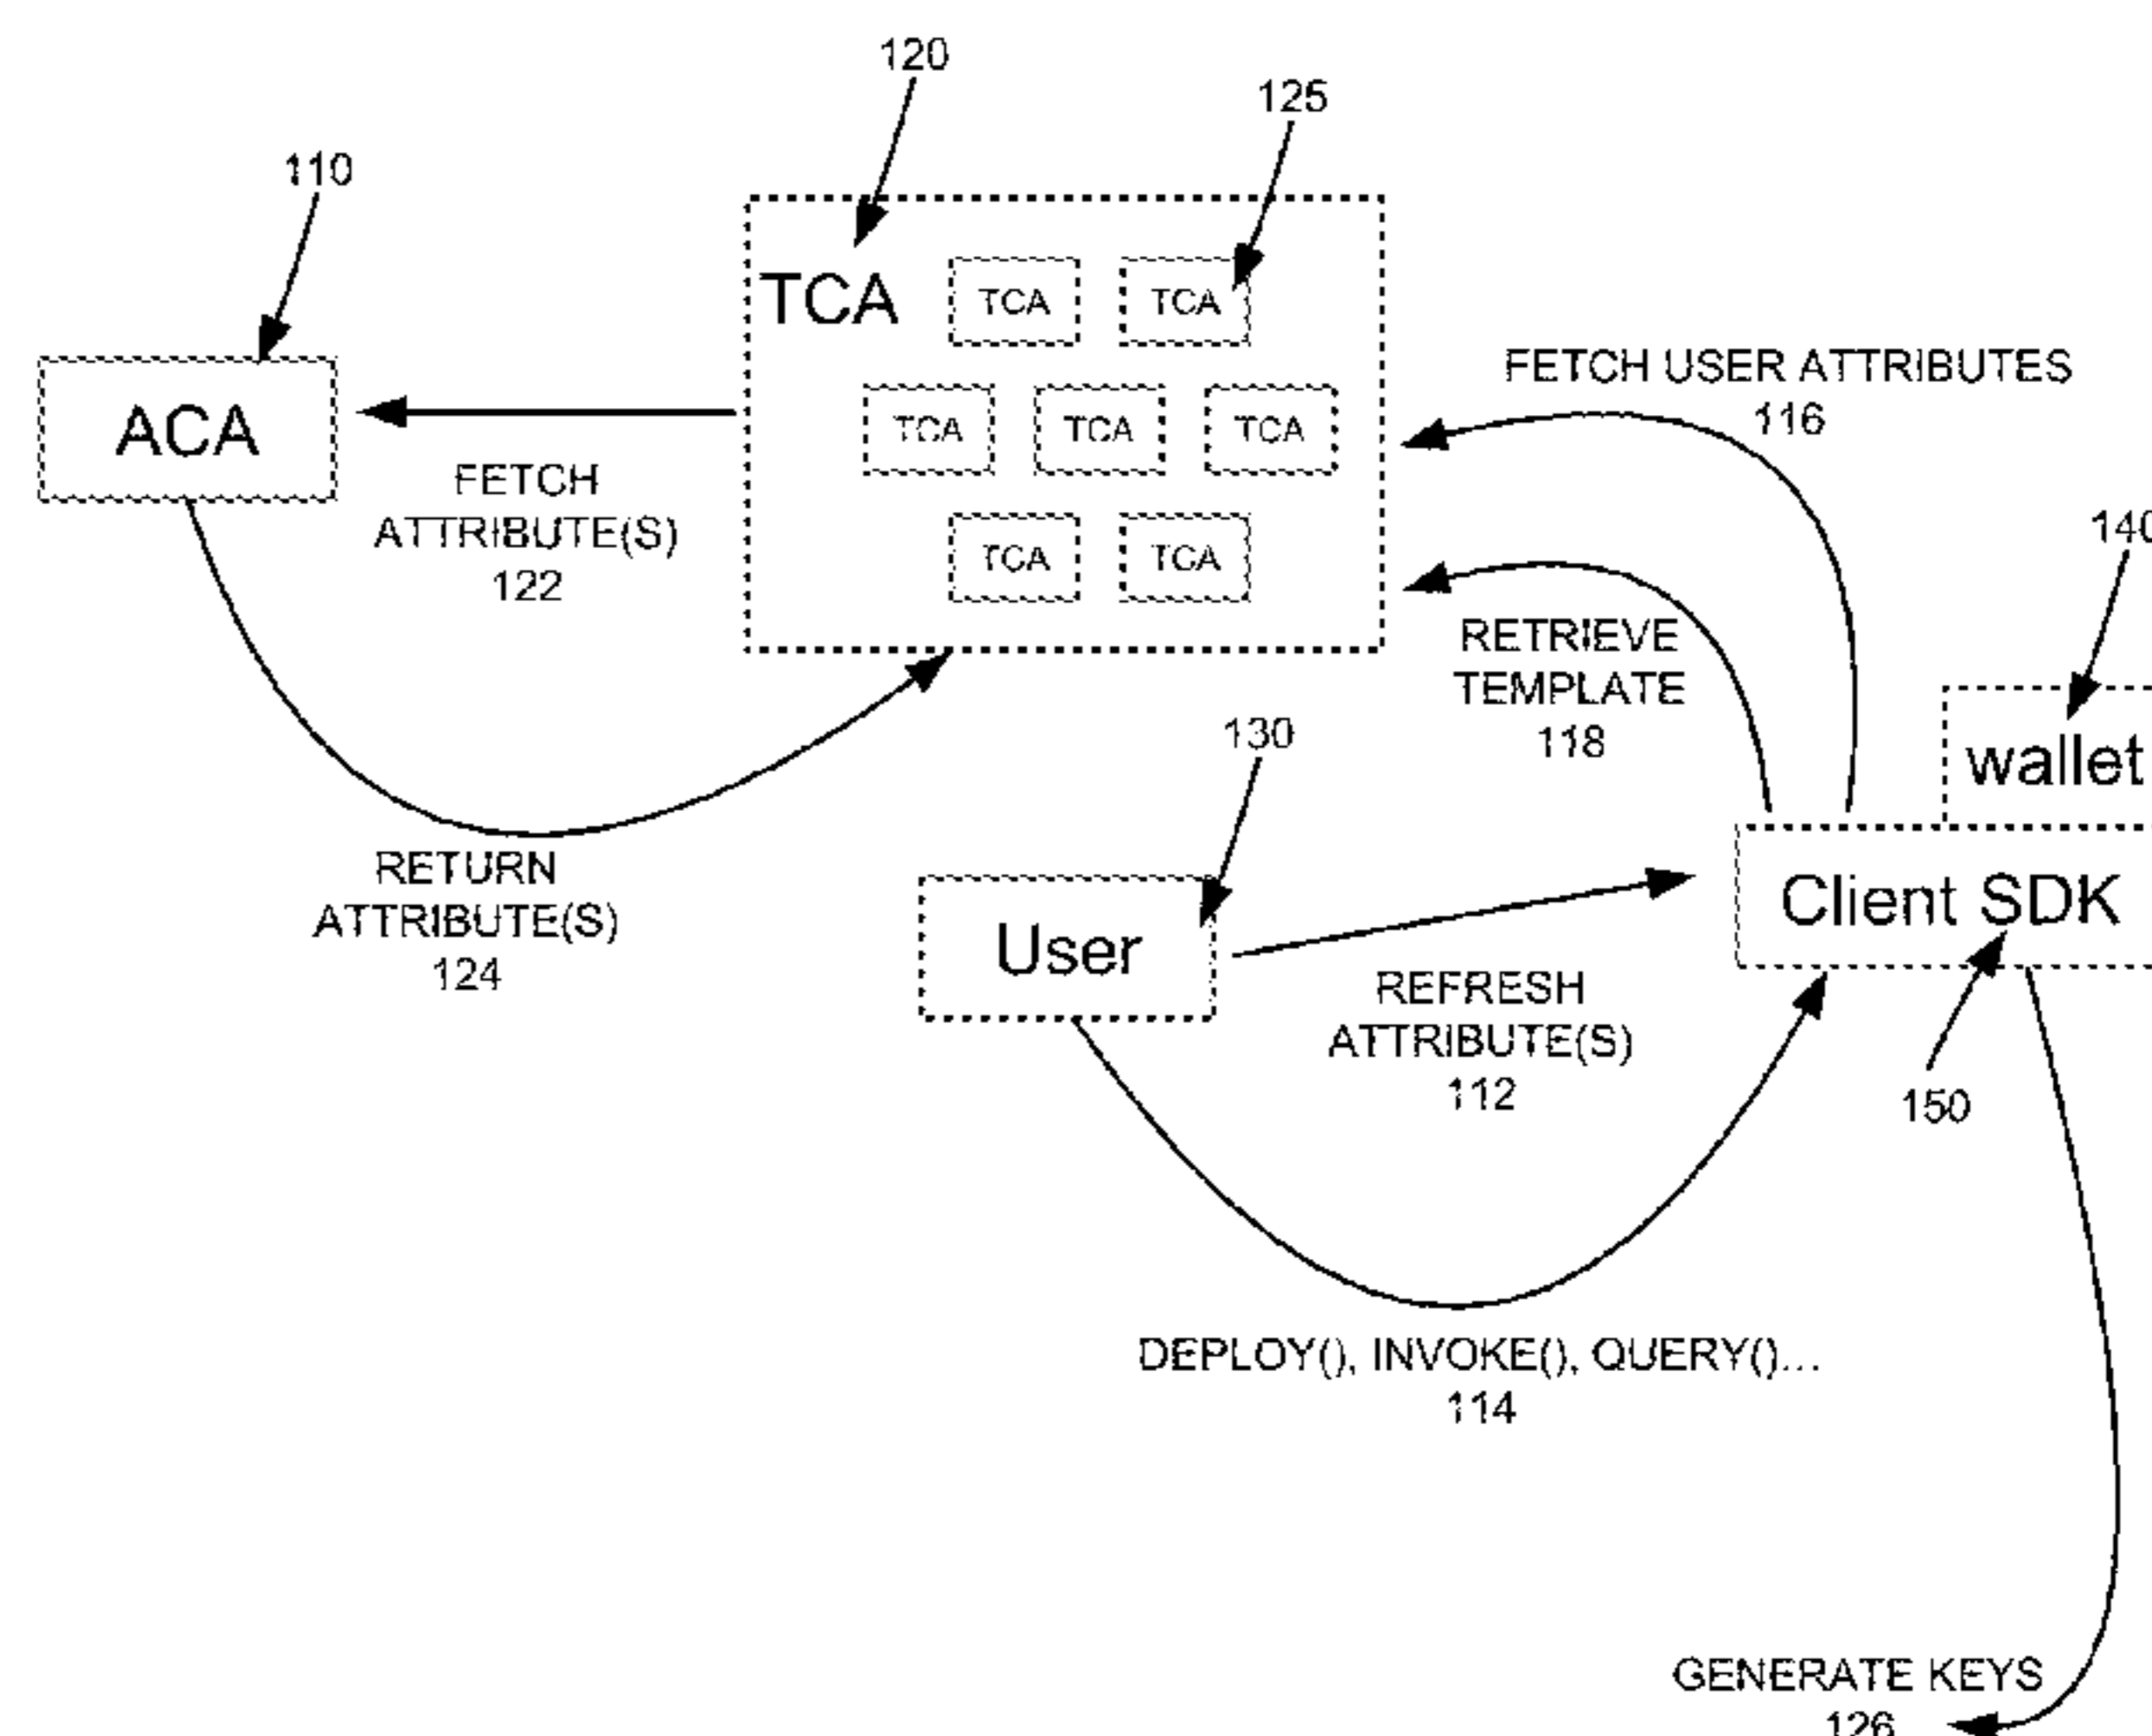 120
125
110
TCA
TCA
TCA
ACA
TCA
TCA
TCA
TCA
TCA
FETCH
ATTRIBUTE(S)
122
FETCH USER ATTRIBUTES
116
RETRIEVE
TEMPLATE
118
140
wallet
130
RETURN
ATTRIBUTE(S)
124
User
Client SDK
REFRESH
ATTRIBUTE(S)
112
150
DEPLOY(), INVOKE(), QUERY()...
114
GENERATE KEYS
126